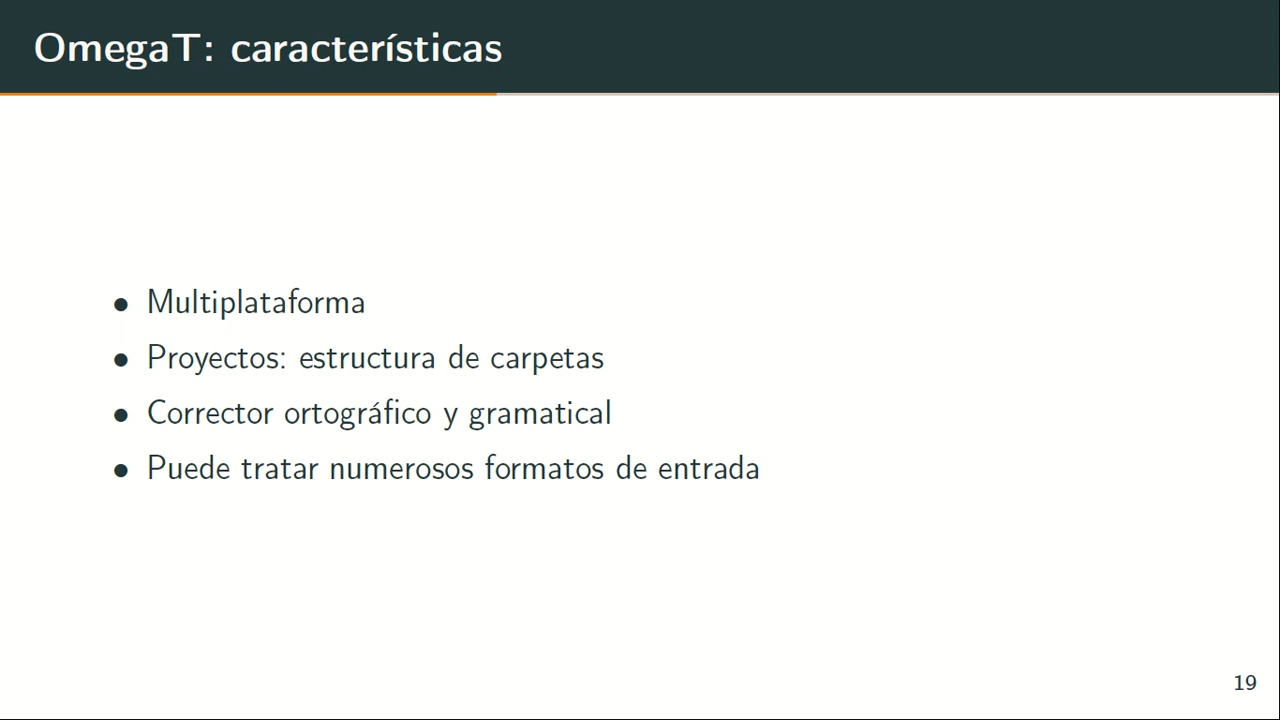 OmegaT: características
• Multiplataforma
• Proyectos: estructura de carpetas
• Corrector ortográfico y gramatical
• Puede tratar numerosos formatos de entrada
19